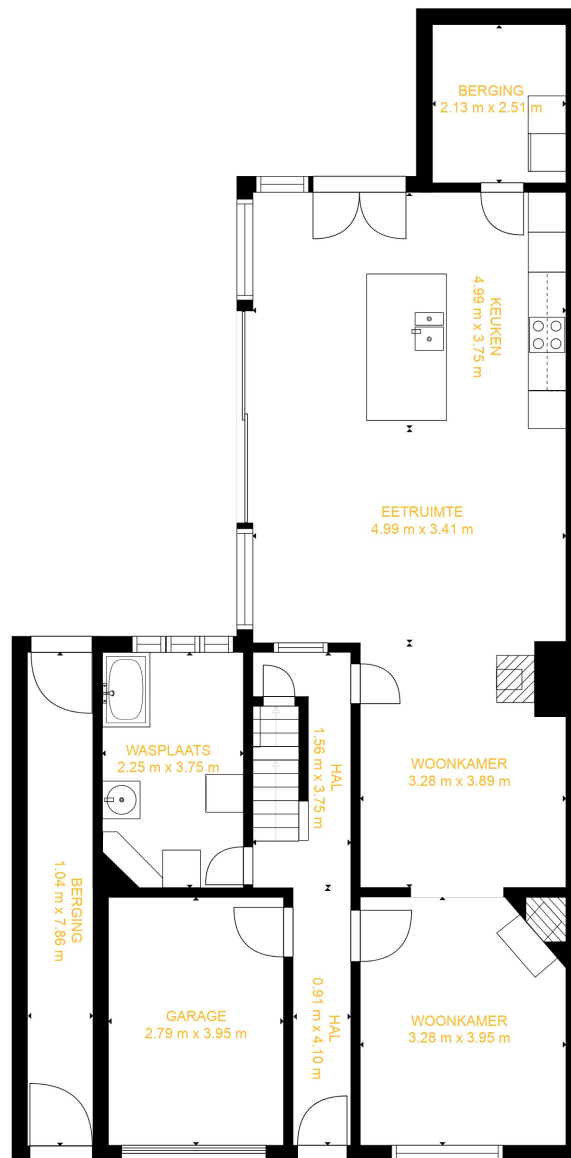 BERGING
2.13 m x 2.51 m
KEUKEN
4.99 m x 3.75 m
EETRUIMTE
4.99 m x 3.41 m
WASPLAATS
2.25 m x 3.75 m
HAL
1.56 m x 3.75 m
WOONKAMER
3.28 m x 3.89 m
BERGING
1.04 m x 7.86 m
GARAGE
2.79 m x 3.95 m
HAL
0.91 m x 4.10 m
WOONKAMER
3.28 m x 3.95 m